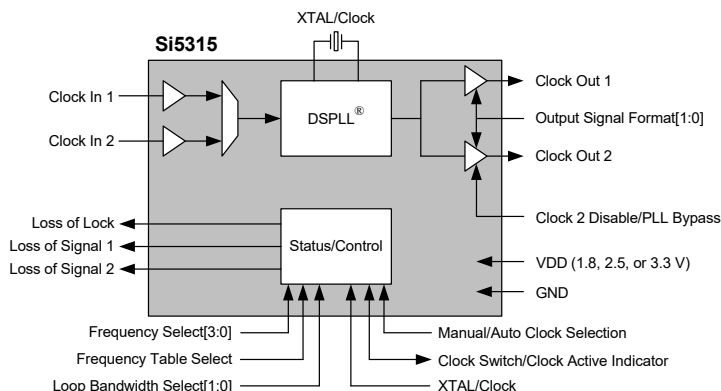 XTAL/Clock
Si5315
Clock In 1
Clock In 2
DSPLL®
Clock Out 1
Output Signal Format[1:0]
Clock Out 2
Clock 2 Disable/PLL Bypass
Loss of Lock
Loss of Signal 1
Loss of Signal 2
Status/Control
VDD (1.8, 2.5, or 3.3 V)
GND
Frequency Select[3:0]
Manual/Auto Clock Selection
Frequency Table Select
Clock Switch/Clock Active Indicator
Loop Bandwidth Select[1:0]
XTAL/Clock